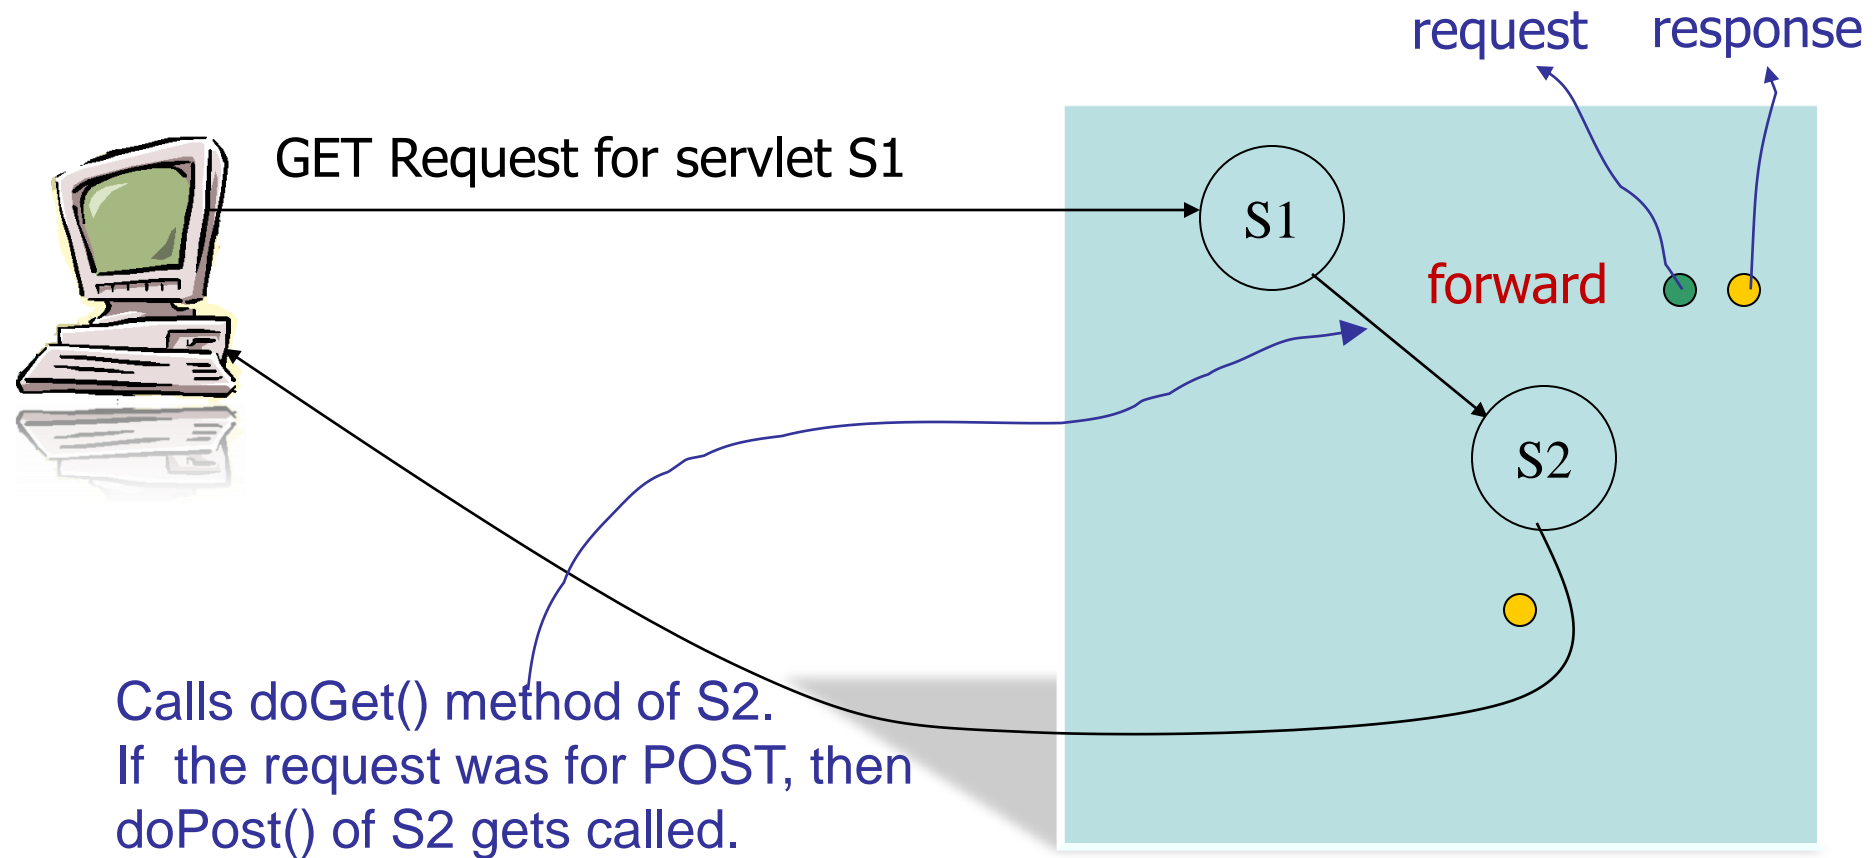 request response
GET Request for servlet S1
S1
forward
S2
Calls doGet() method of S2.
If the request was for POST, then
doPost() of S2 gets called.